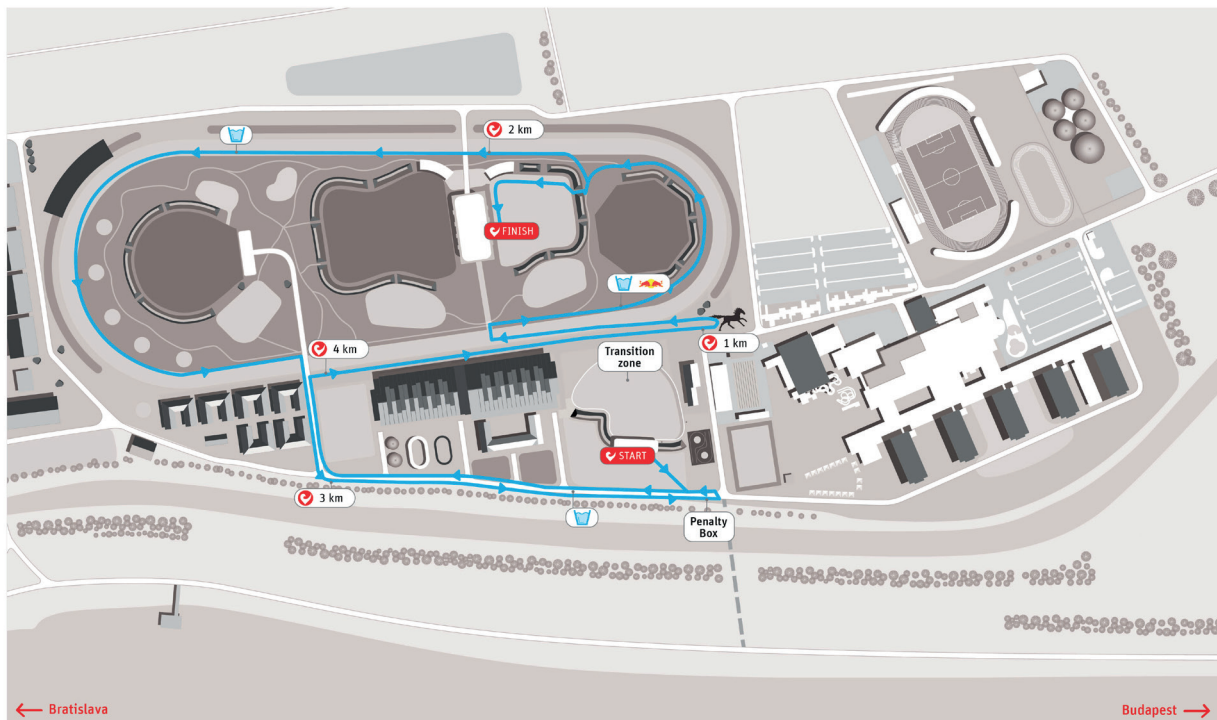 2 km
FINISH
4 km
1 km
Transition
zone
START
3 km
Penalty
Box
Bratislava
Budapest